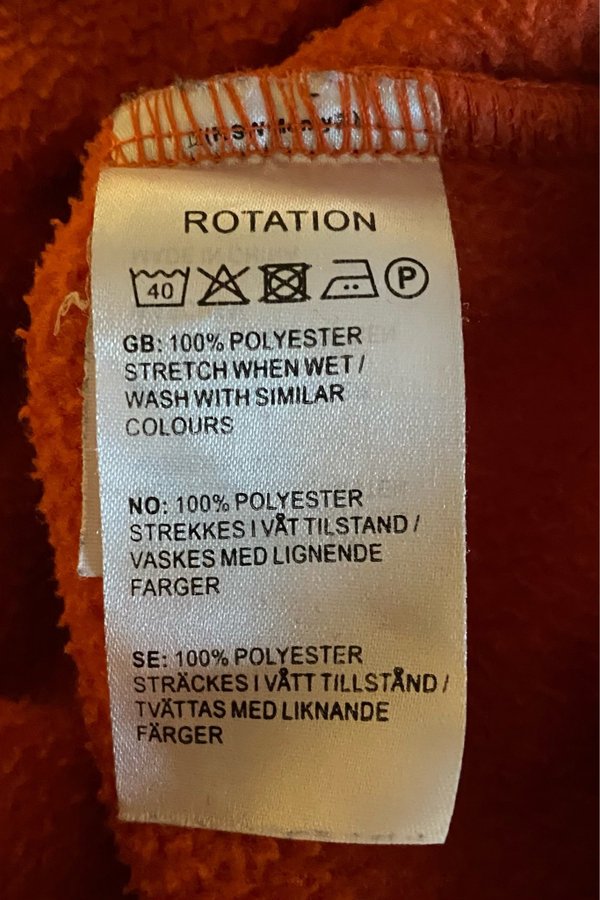 ROTATION
40 P
GB: 100% POLYESTER
STRETCH WHEN WET /
WASH WITH SIMILAR
COLOURS
NO: 100% POLYESTER
STREKKES I VÅT TILSTAND /
VASKES MED LIGNENDE
FARGER
SE: 100% POLYESTER
STRÄCKES I VÅTT TILLSTÅND /
TVÄTTAS MED LIKNANDE
FÄRGER